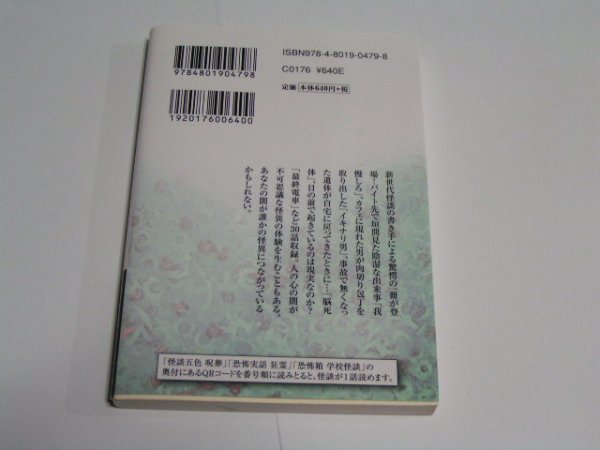 ISBN978-4-8019-0479-8
C0176 ¥640E
定価 本体640円+税
9784801904798
1920176006400
新世代怪談の書き手による驚愕の一冊が登
場！バイト先で垣間見た陰湿な出来事「我
慢しろ」、カフェに現れた男が肉切り包丁を
取り出した「イキナリ男」、事故で無くなっ
た遺体が自宅に戻ってきたときに…「脳死
体」、目の前で起きているのは現実なのか？
「最終電車」など30話収録。人の心の闇が
不可思議な怪異の体験を生むこともある。
あなたの闇が誰かの怪異につながっている
かもしれない。
「怪談五色 呪葬」「恐怖実話 狂霊」「恐怖箱 学校怪談」の
奥付にあるQRコードを番号順に読みとると、怪談が1話読めます。